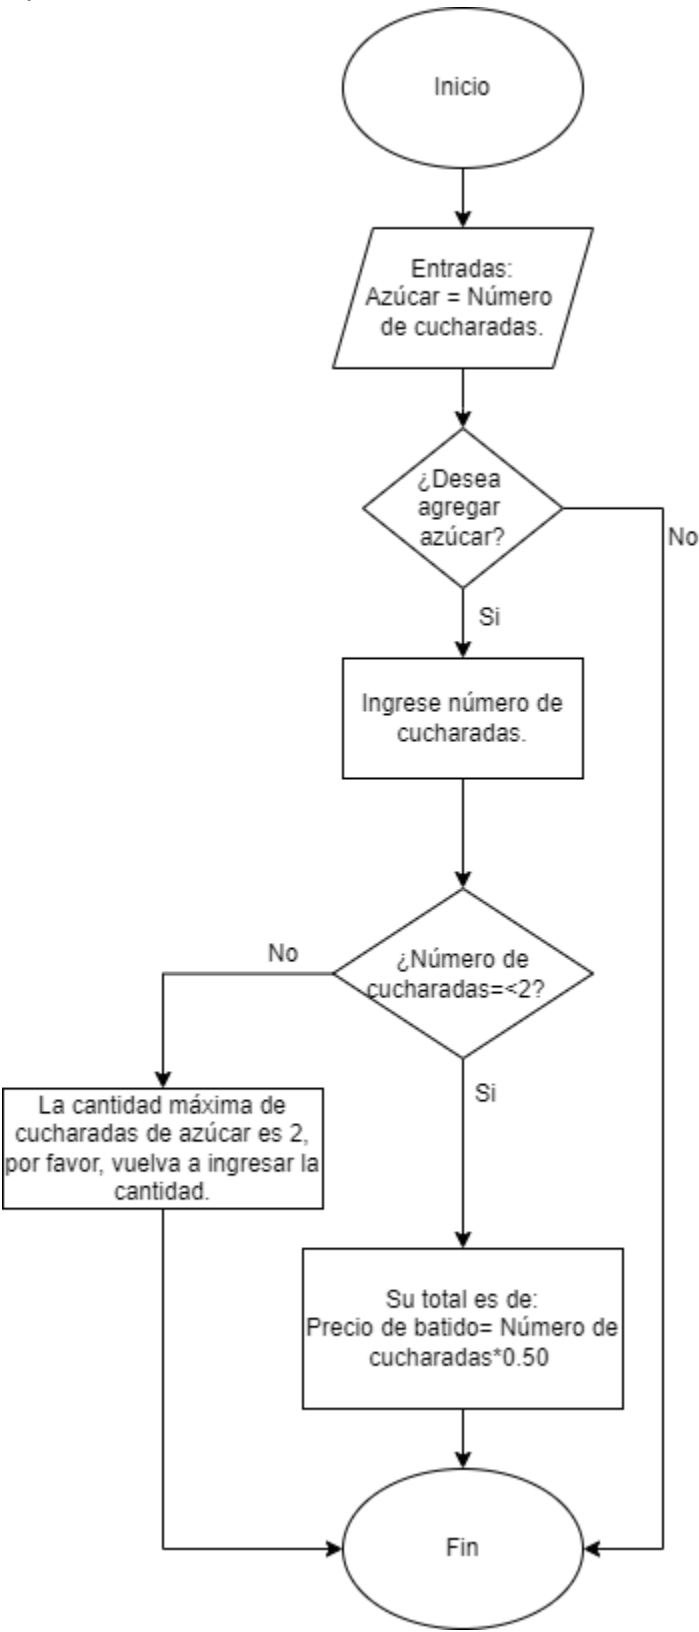 Inicio
Entradas:
Azúcar = Número
de cucharadas.
¿Desea
agregar
azúcar?
No
Si
Ingrese número de
cucharadas.
¿Número de
cucharadas=<2?
No
Si
La cantidad máxima de
cucharadas de azúcar es 2,
por favor, vuelva a ingresar la
cantidad.
Su total es de:
Precio de batido= Número de
cucharadas*0.50
Fin